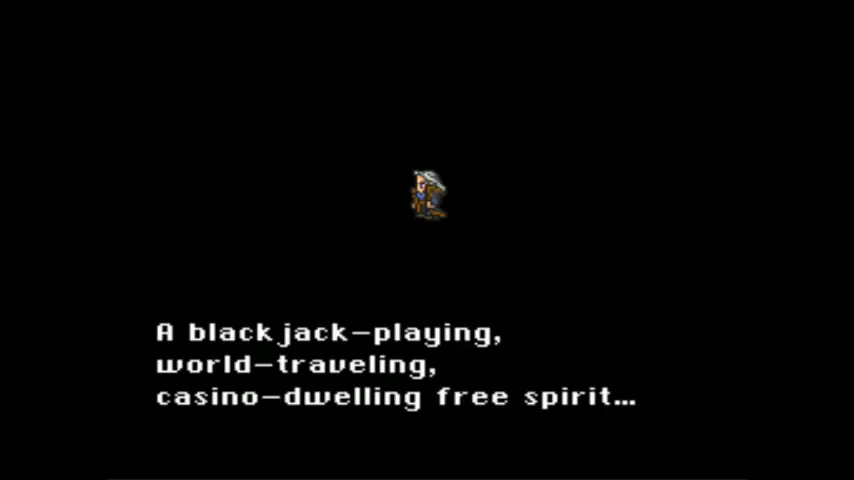 A blackjack-playing,
world-traveling,
casino-dwelling free spirit...